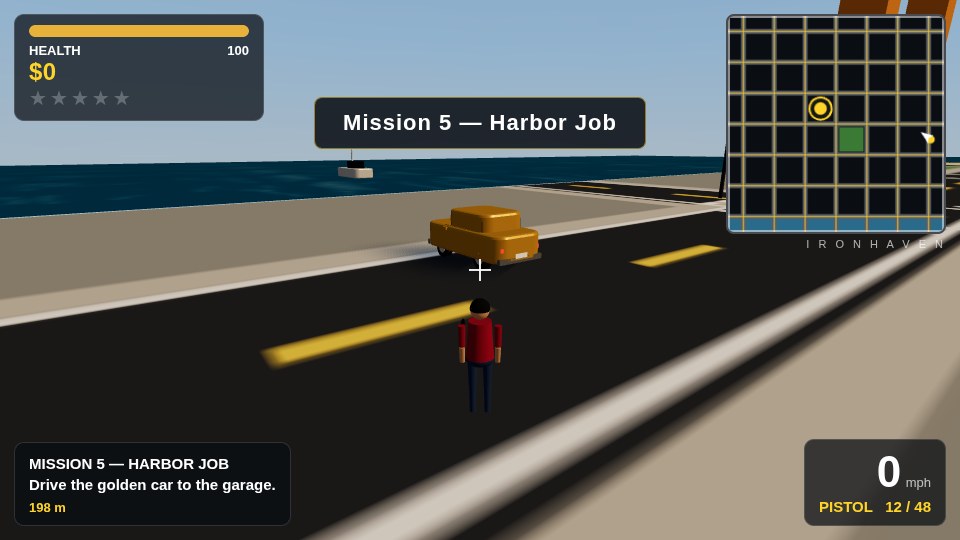 HEALTH 100
$0
Mission 5 — Harbor Job
IRONHAVEN
MISSION 5 — HARBOR JOB
Drive the golden car to the garage.
198 m
0 mph
PISTOL 12 / 48